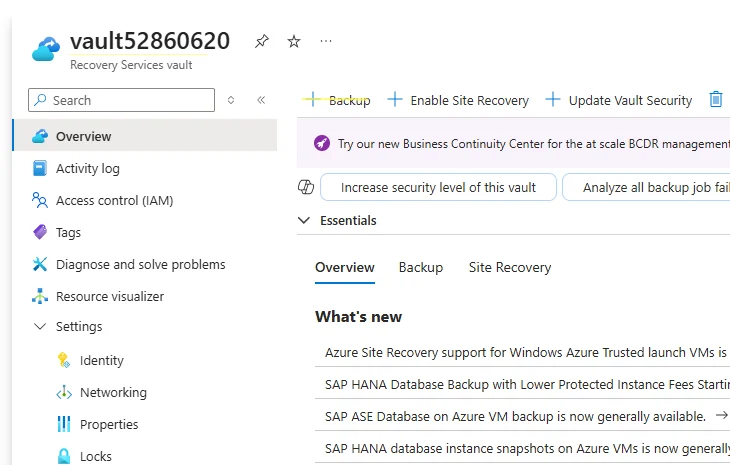 vault52860620
Recovery Services vault
Search
+ Backup + Enable Site Recovery + Update Vault Security
Overview
Try our new Business Continuity Center for the at scale BCDR management
Activity log
Increase security level of this vault
Analyze all backup job fai
Access control (IAM)
Essentials
Tags
Diagnose and solve problems
Overview Backup Site Recovery
Resource visualizer
Settings
What's new
Azure Site Recovery support for Windows Azure Trusted launch VMs is
Identity
SAP HANA Database Backup with Lower Protected Instance Fees Starti
Networking
SAP ASE Database on Azure VM backup is now generally available. →
Properties
SAP HANA database instance snapshots on Azure VMs is now generally
Locks